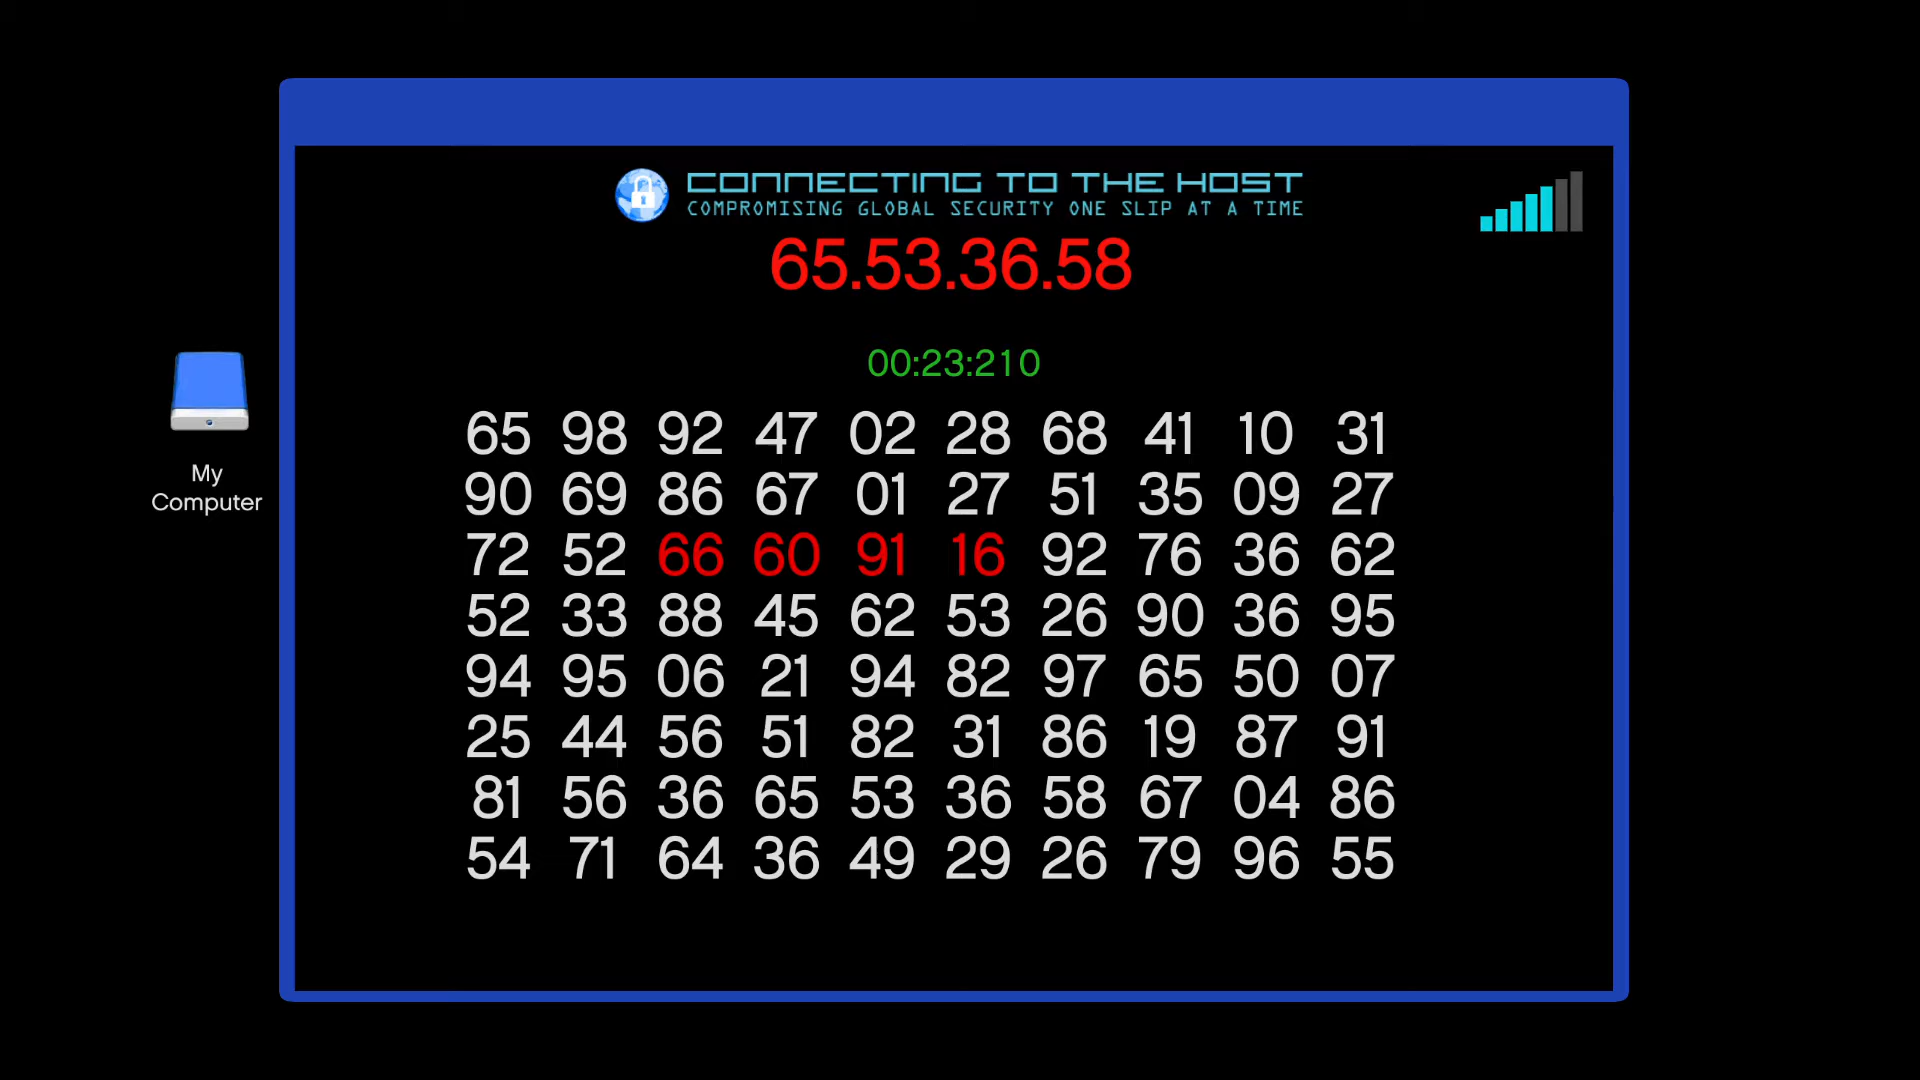 CONNECTING TO THE HOST
COMPROMISING GLOBAL SECURITY ONE SLIP AT A TIME
65.53.36.58
00:23:210
65 98 92 47 02 28 68 41 10 31
90 69 86 67 01 27 51 35 09 27
72 52 66 60 91 16 92 76 36 62
52 33 88 45 62 53 26 90 36 95
94 95 06 21 94 82 97 65 50 07
25 44 56 51 82 31 86 19 87 91
81 56 36 65 53 36 58 67 04 86
54 71 64 36 49 29 26 79 96 55
My
Computer